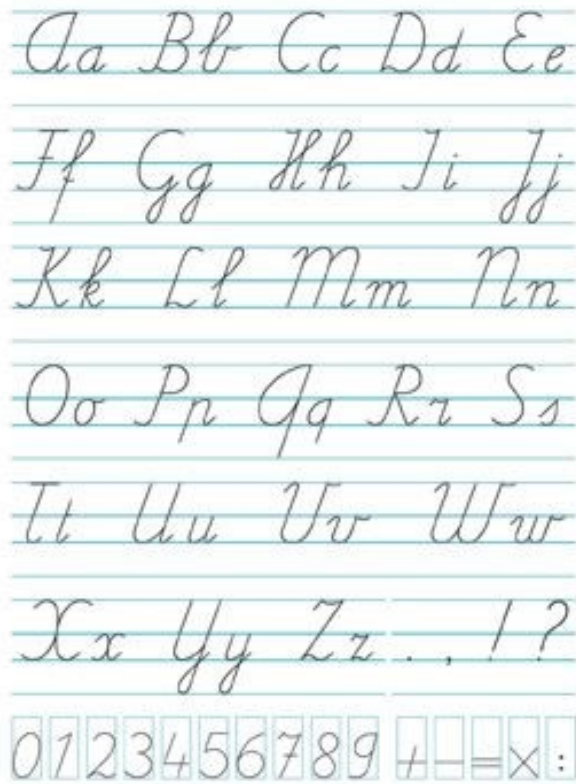 Aa Bb Cc Dd Ee
Ff Gg Hh Ii Jj
Kk Ll Mm Nn
Oo Pp Qq Rr Ss
Tt Uu Vv Ww
Xx Yy Zz . , ! ?
0 1 2 3 4 5 6 7 8 9 + − = × :